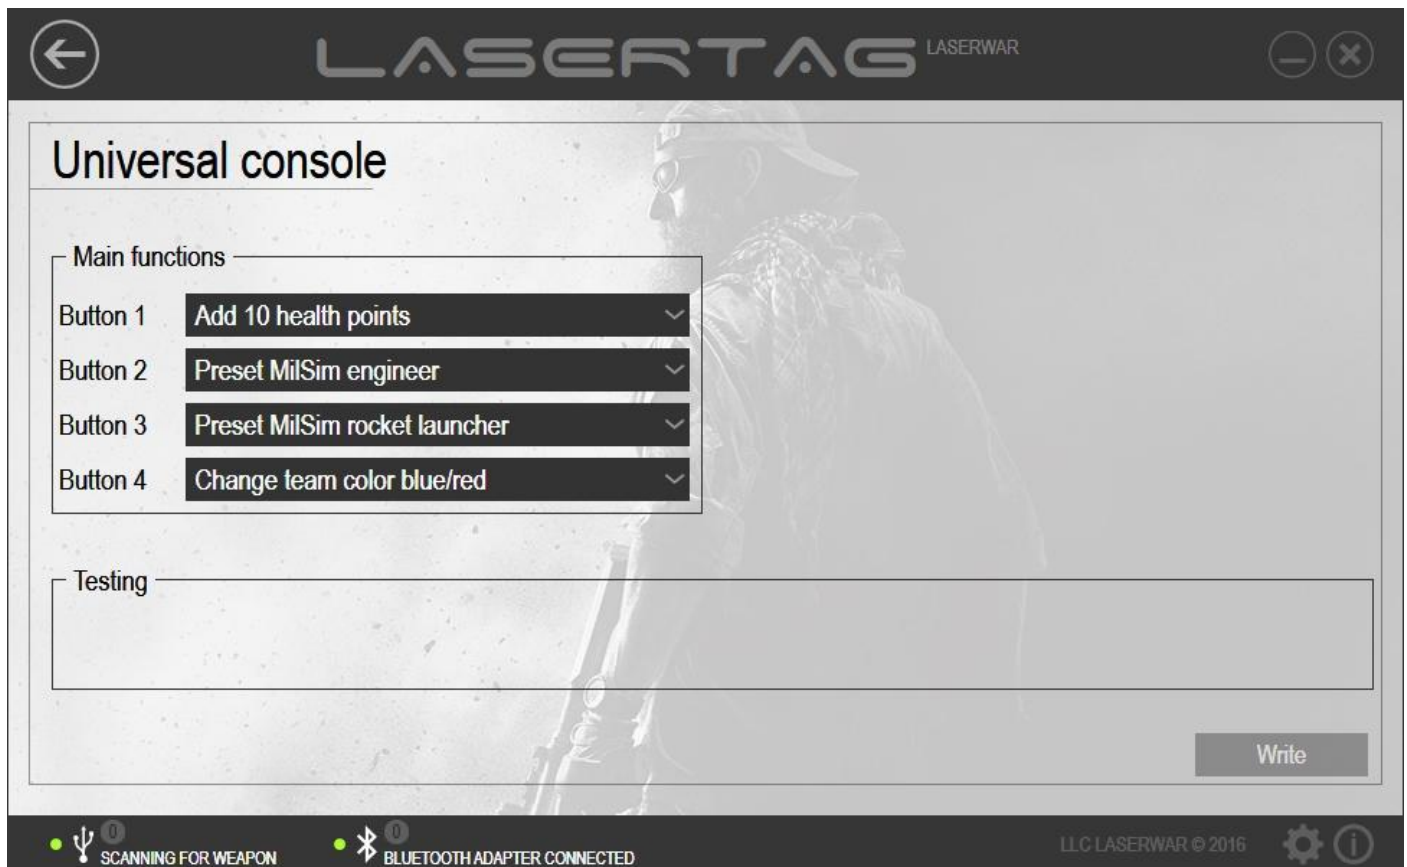 LASERTAG LASERWAR
Universal console
Main functions
Button 1 Add 10 health points
Button 2 Preset MilSim engineer
Button 3 Preset MilSim rocket launcher
Button 4 Change team color blue/red
Testing
Write
0
SCANNING FOR WEAPON
0
BLUETOOTH ADAPTER CONNECTED
LLC LASERWAR © 2016